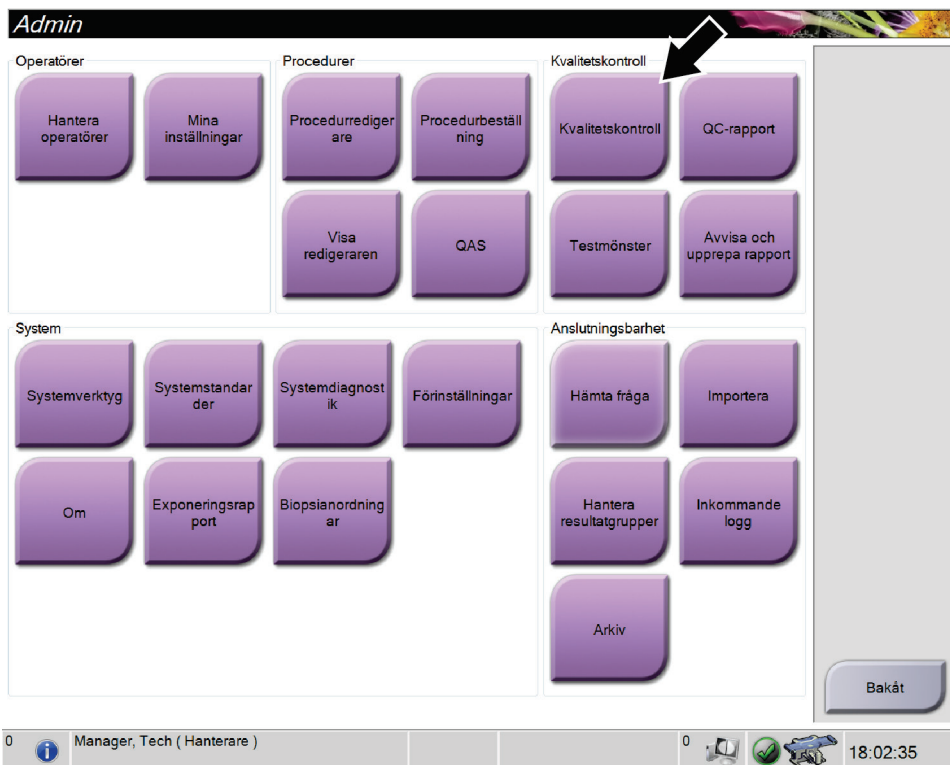 Admin
Operatörer
Hantera
operatörer
Mina
inställningar
Procedurer
Procedurrediger
are
Procedurbeställ
ning
Visa
redigeraren
QAS
Kvalitetskontroll
Kvalitetskontroll
QC-rapport
Testmönster
Avvisa och
upprepa rapport
System
Systemverktyg
Systemstandar
der
Systemdiagnost
ik
Förinställningar
Om
Exponeringsrap
port
Biopsianordning
ar
Anslutningsbarhet
Hämta fråga
Importera
Hantera
resultatgrupper
Inkommande
logg
Arkiv
Bakåt
0
Manager, Tech ( Hanterare )
0
18:02:35